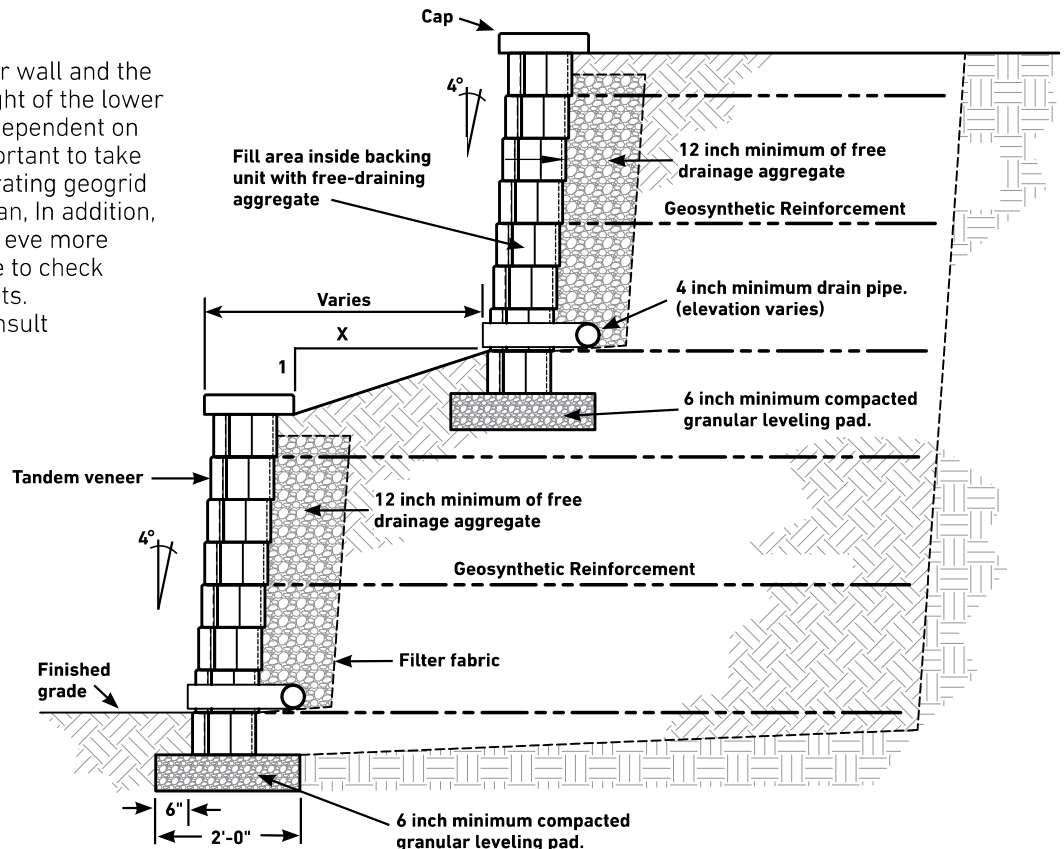 Cap
r wall and the
ght of the lower
ependent on
ortant to take
rating geogrid
an, In addition,
eve more
e to check
ts.
nsult
4°
Fill area inside backing
unit with free-draining
aggregate
12 inch minimum of free
drainage aggregate
Geosynthetic Reinforcement
Varies
X
1
4 inch minimum drain pipe.
(elevation varies)
6 inch minimum compacted
granular leveling pad.
Tandem veneer
12 inch minimum of free
drainage aggregate
4°
Geosynthetic Reinforcement
Filter fabric
Finished
grade
6"
2'-0"
6 inch minimum compacted
granular leveling pad.